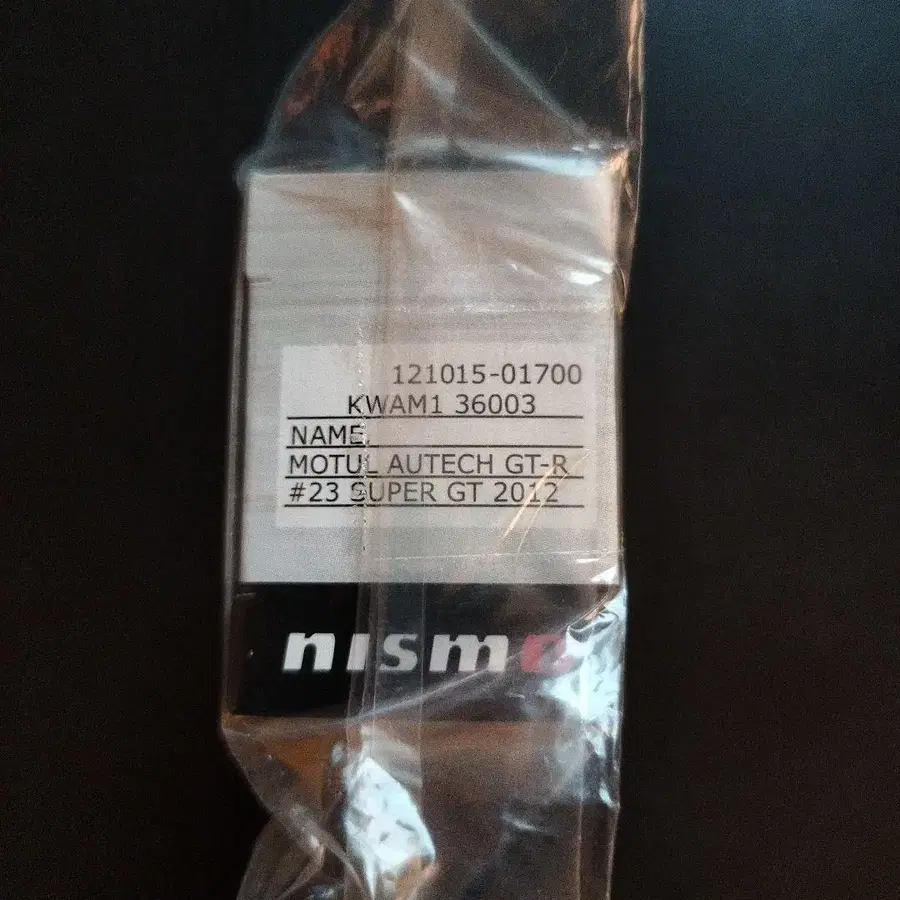 121015-01700
KWAM1 36003
NAME.
MOTUL AUTECH GT-R
#23 SUPER GT 2012
nismo